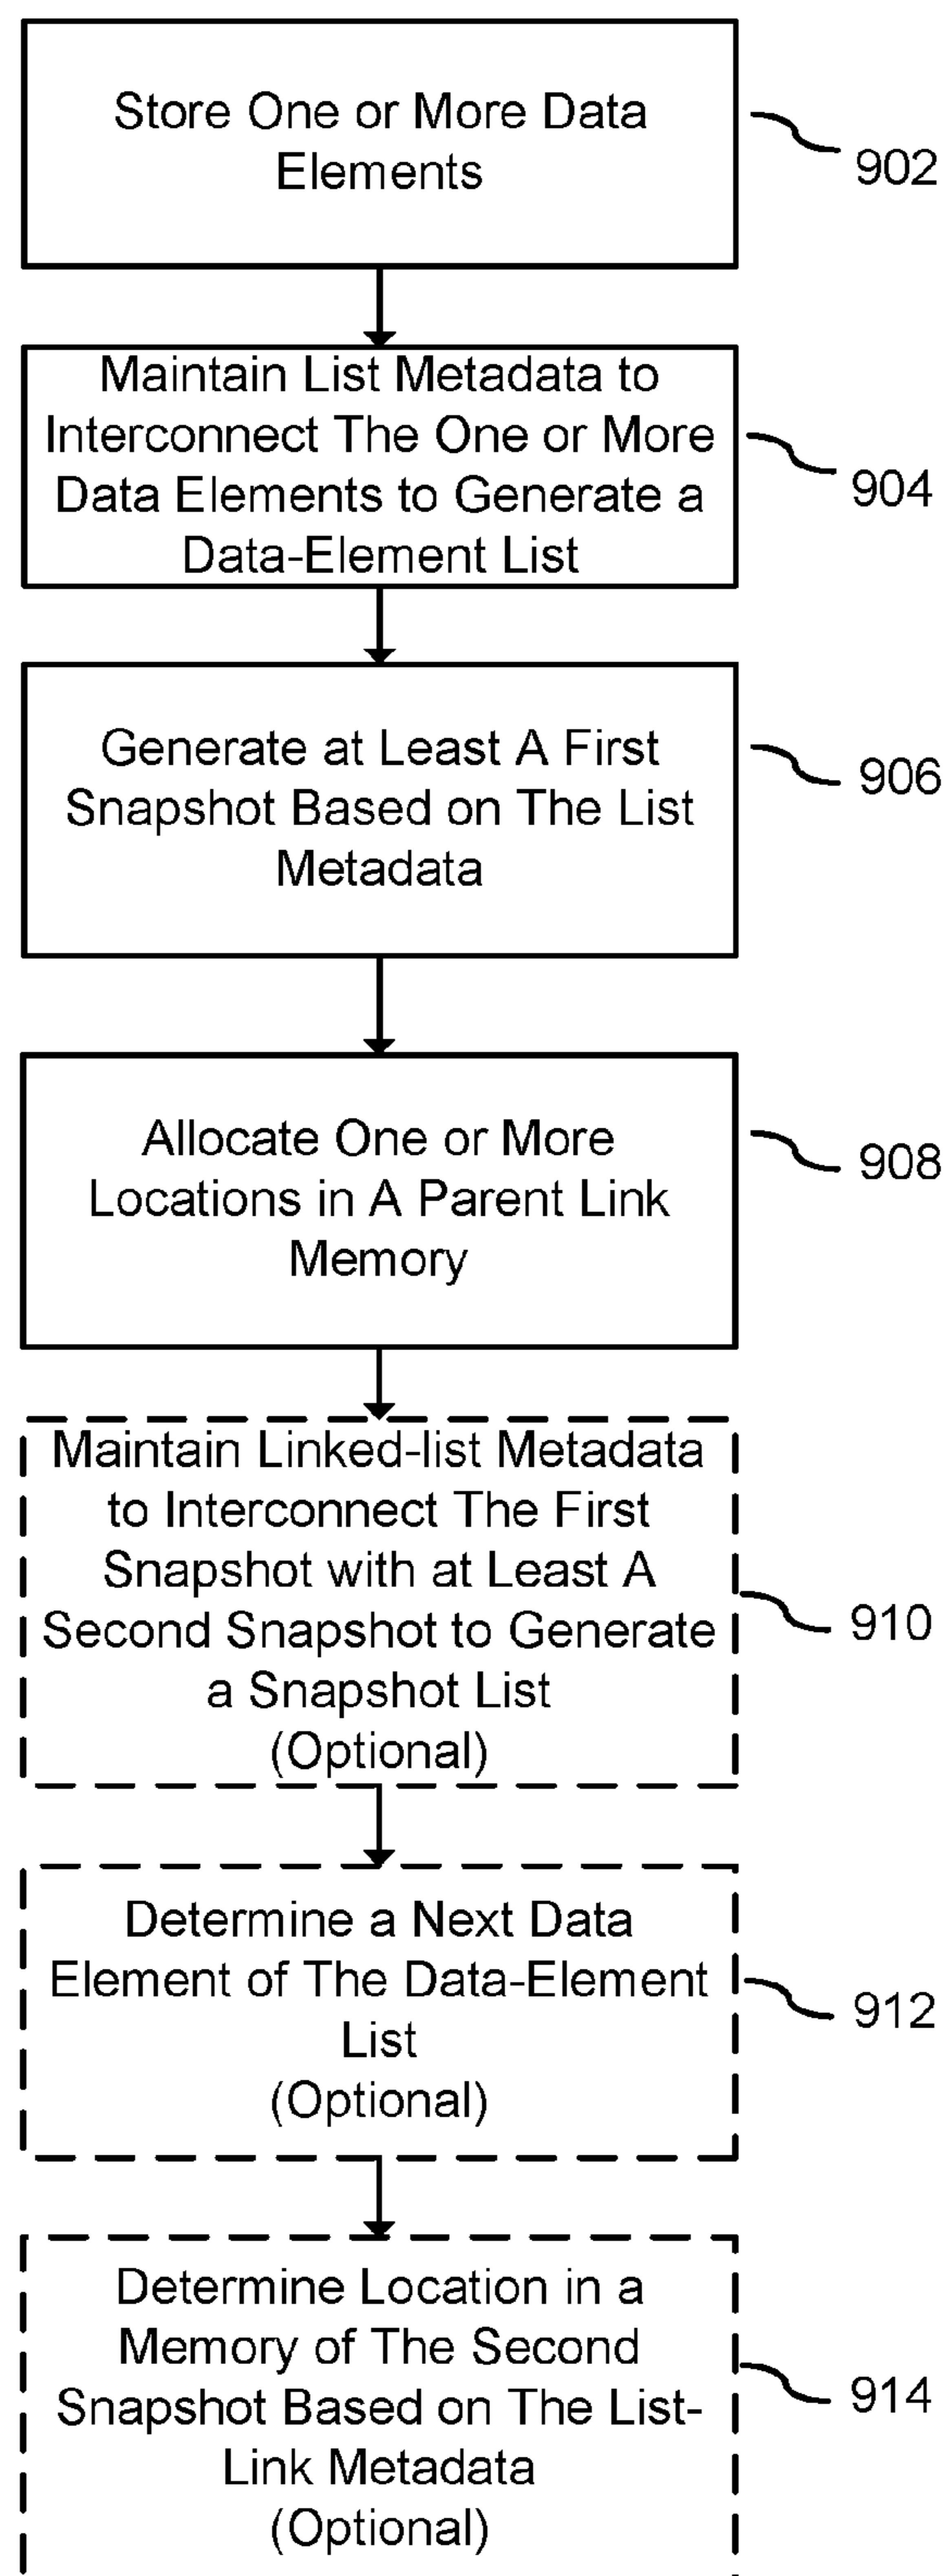 Store One or More Data
Elements
902
Maintain List Metadata to
Interconnect The One or More
Data Elements to Generate a
Data-Element List
904
Generate at Least A First
Snapshot Based on The List
Metadata
906
Allocate One or More
Locations in A Parent Link
Memory
908
Maintain Linked-list Metadata
to Interconnect The First
Snapshot with at Least A
Second Snapshot to Generate
a Snapshot List
(Optional)
910
Determine a Next Data
Element of The Data-Element
List
(Optional)
912
Determine Location in a
Memory of The Second
Snapshot Based on The List-
Link Metadata
(Optional)
914